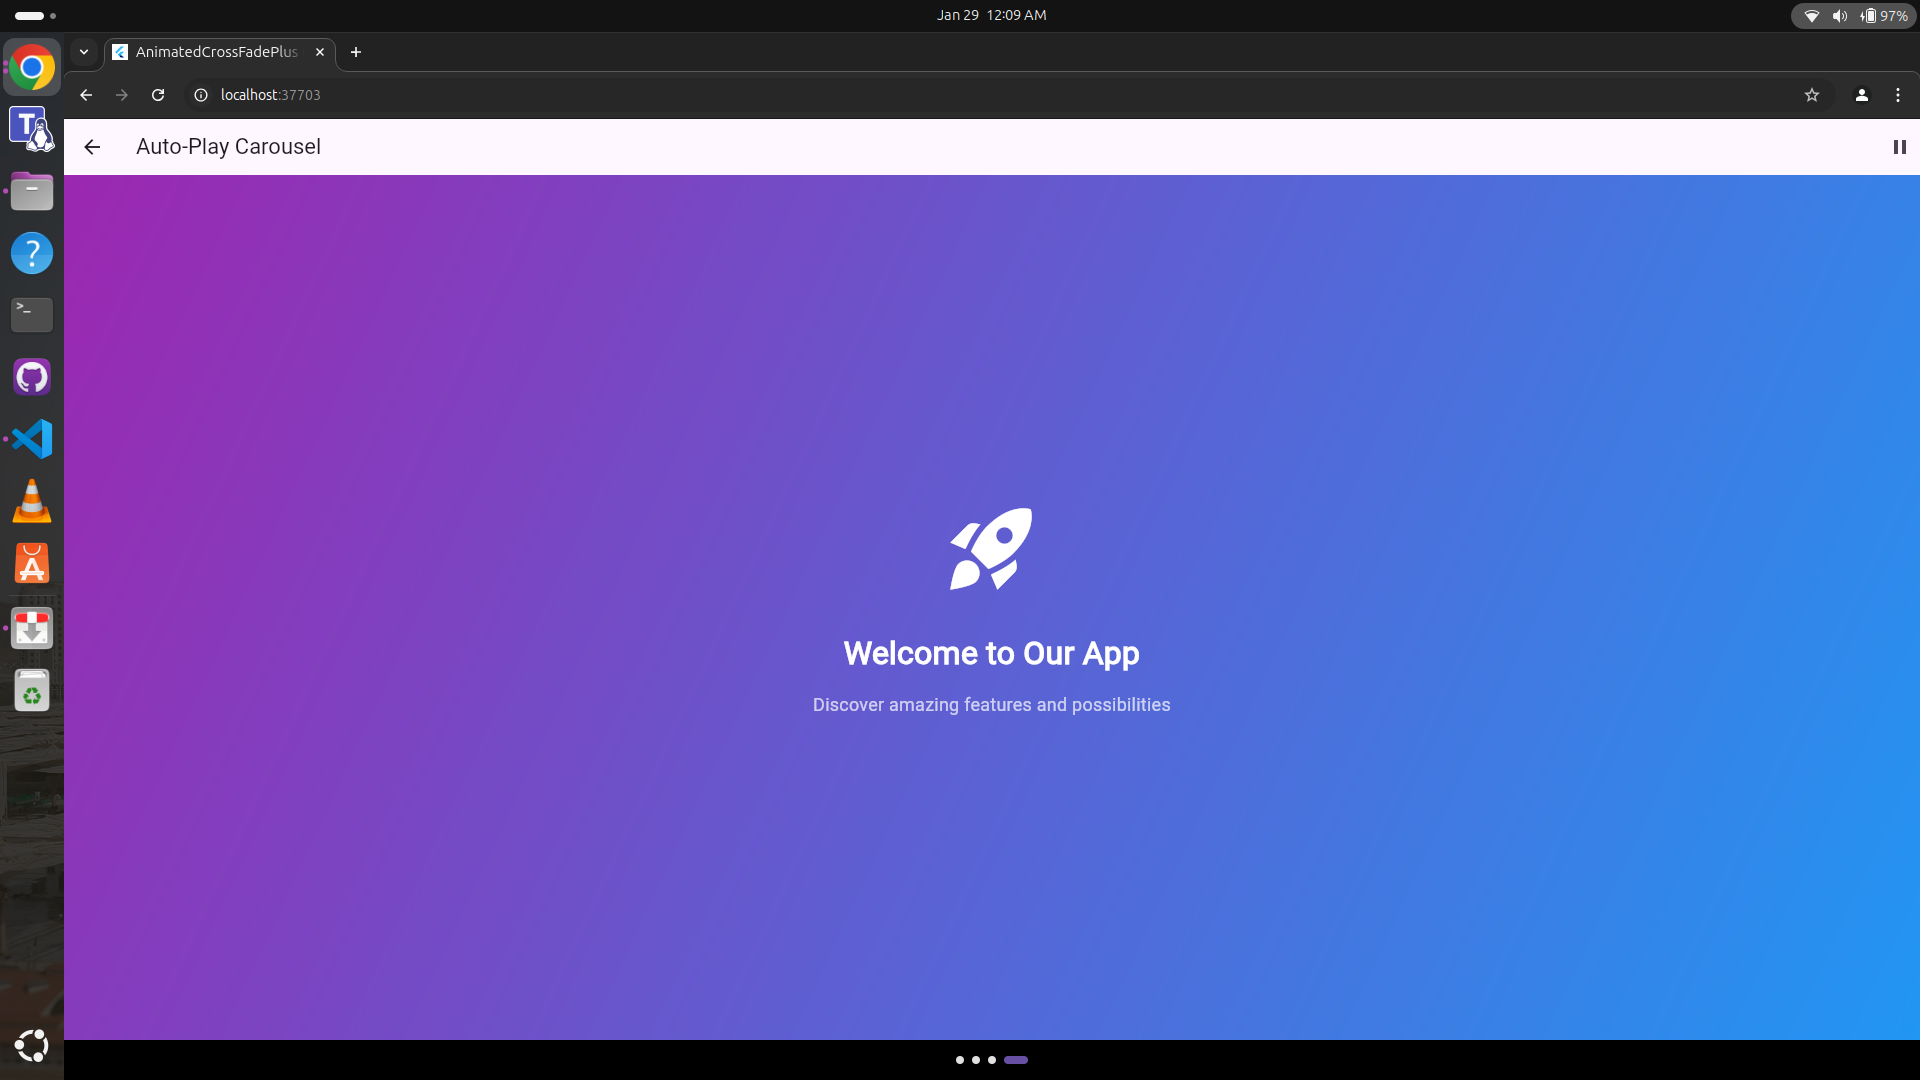 Jan 29 12:09 AM
97%
AnimatedCrossFadePlus
localhost:37703
Auto-Play Carousel
T
?
>_
A
Welcome to Our App
Discover amazing features and possibilities